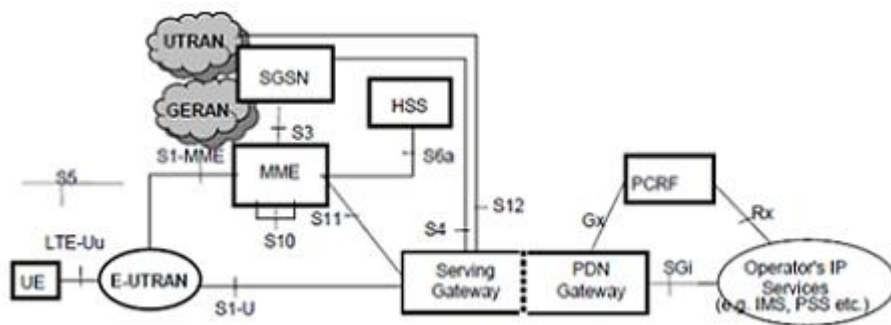 UTRAN
SGSN
GERAN
HSS
S3
S1-MME
S6a
MME
PCRF
S5
S12
Gx
Rx
S11
S10
S4
LTE-Uu
UE
E-UTRAN
S1-U
Serving
Gateway
PDN
Gateway
SGi
Operator's IP
Services
(e.g. IMS, PSS etc.)